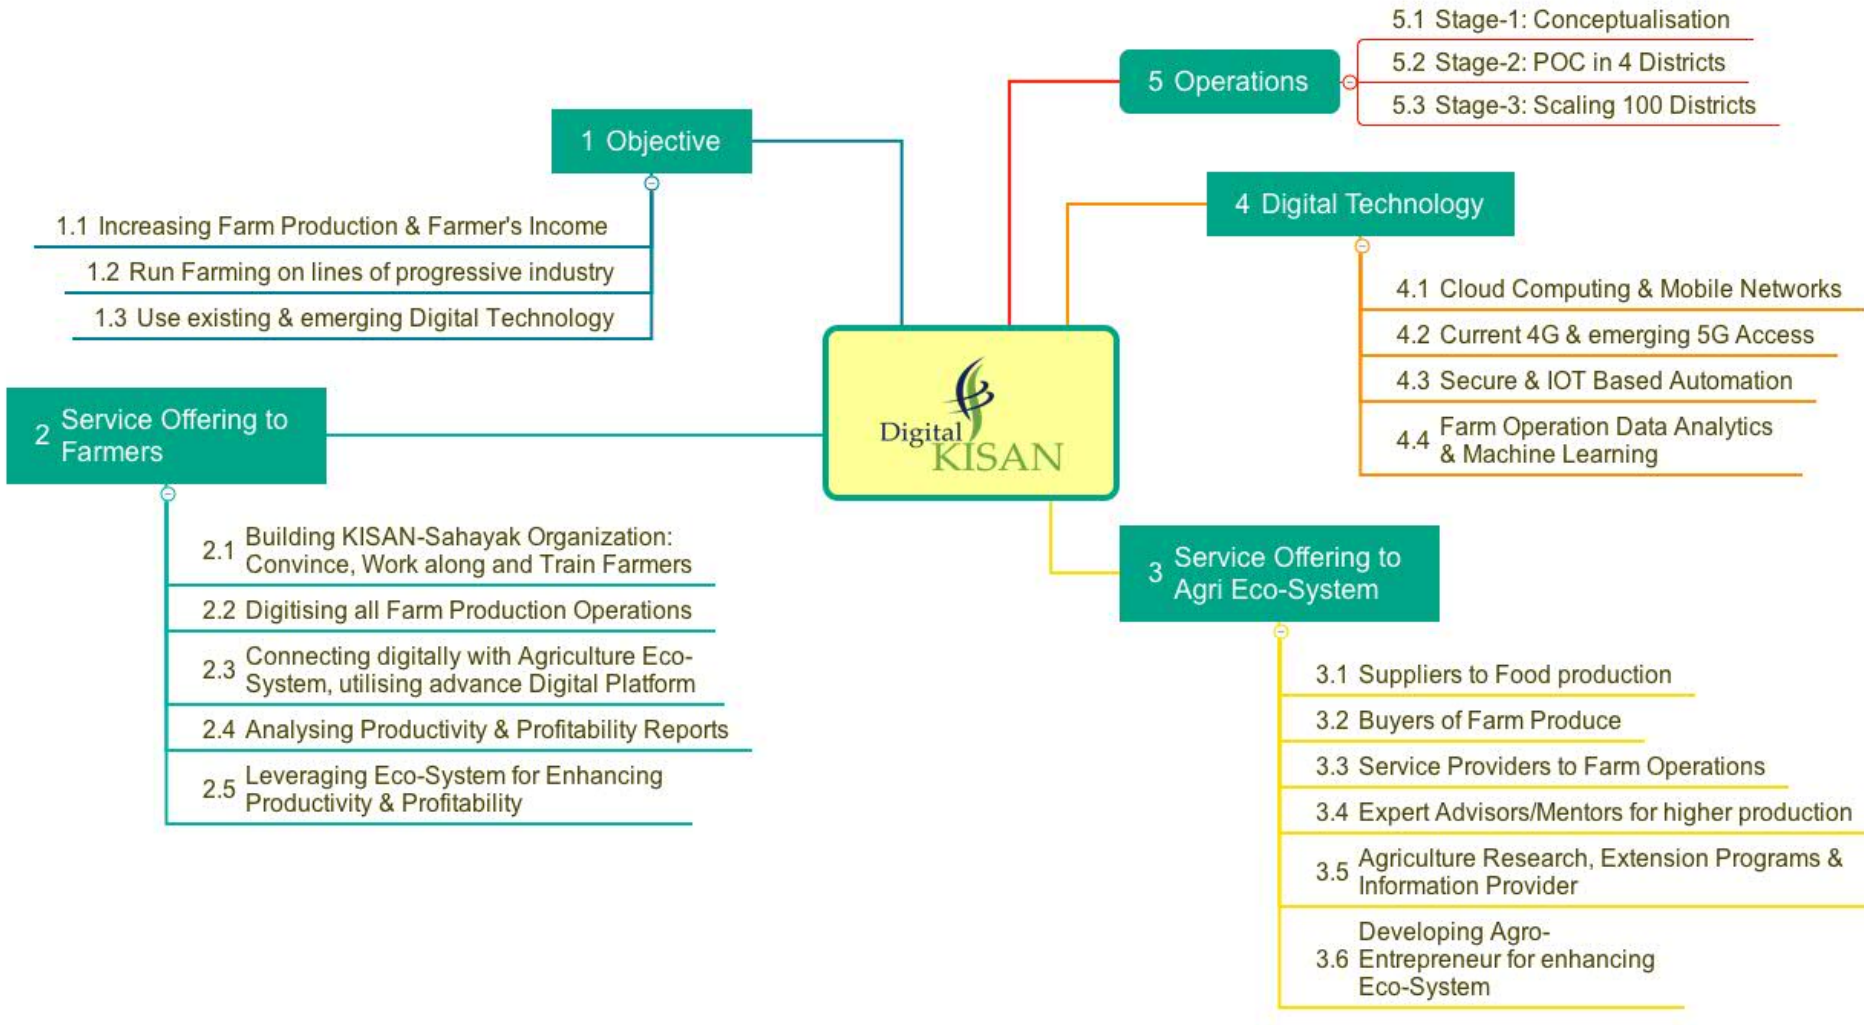 1 Objective
1.1 Increasing Farm Production & Farmer's Income
1.2 Run Farming on lines of progressive industry
1.3 Use existing & emerging Digital Technology
2 Service Offering to
Farmers
2.1 Building KISAN-Sahayak Organization:
Convince, Work along and Train Farmers
2.2 Digitising all Farm Production Operations
2.3 Connecting digitally with Agriculture Eco-
System, utilising advance Digital Platform
2.4 Analysing Productivity & Profitability Reports
2.5 Leveraging Eco-System for Enhancing
Productivity & Profitability
Digital
KISAN
5 Operations
5.1 Stage-1: Conceptualisation
5.2 Stage-2: POC in 4 Districts
5.3 Stage-3: Scaling 100 Districts
4 Digital Technology
4.1 Cloud Computing & Mobile Networks
4.2 Current 4G & emerging 5G Access
4.3 Secure & IOT Based Automation
4.4 Farm Operation Data Analytics
& Machine Learning
3 Service Offering to
Agri Eco-System
3.1 Suppliers to Food production
3.2 Buyers of Farm Produce
3.3 Service Providers to Farm Operations
3.4 Expert Advisors/Mentors for higher production
3.5 Agriculture Research, Extension Programs &
Information Provider
3.6 Developing Agro-
Entrepreneur for enhancing
Eco-System